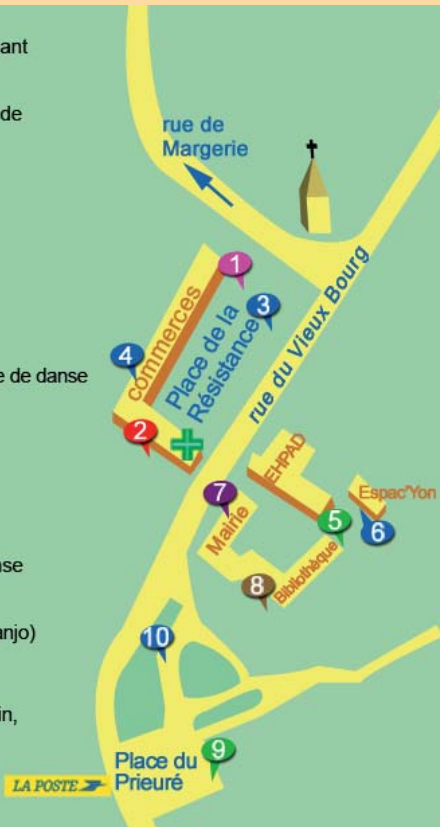 ant
de
rue de
Margerie
1
commerces
Place de la
Résistance
3
rue du Vieux Bourg
4
e de danse
2
EHPAD
7
Mairie
Espac'Yon
5
6
Bibliothèque
8
nse
anjo)
10
in,
Place du
Prieuré
9
LA POSTE